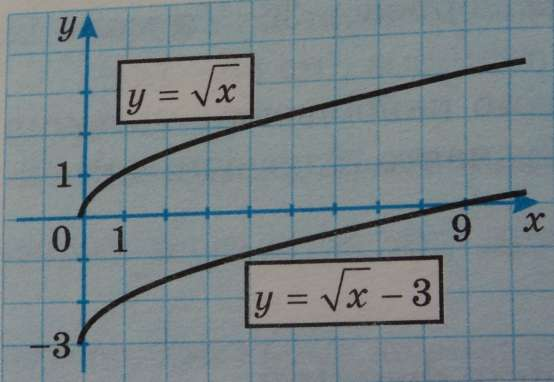 y
y = √x
1
0 1 9 x
y = √x − 3
−3